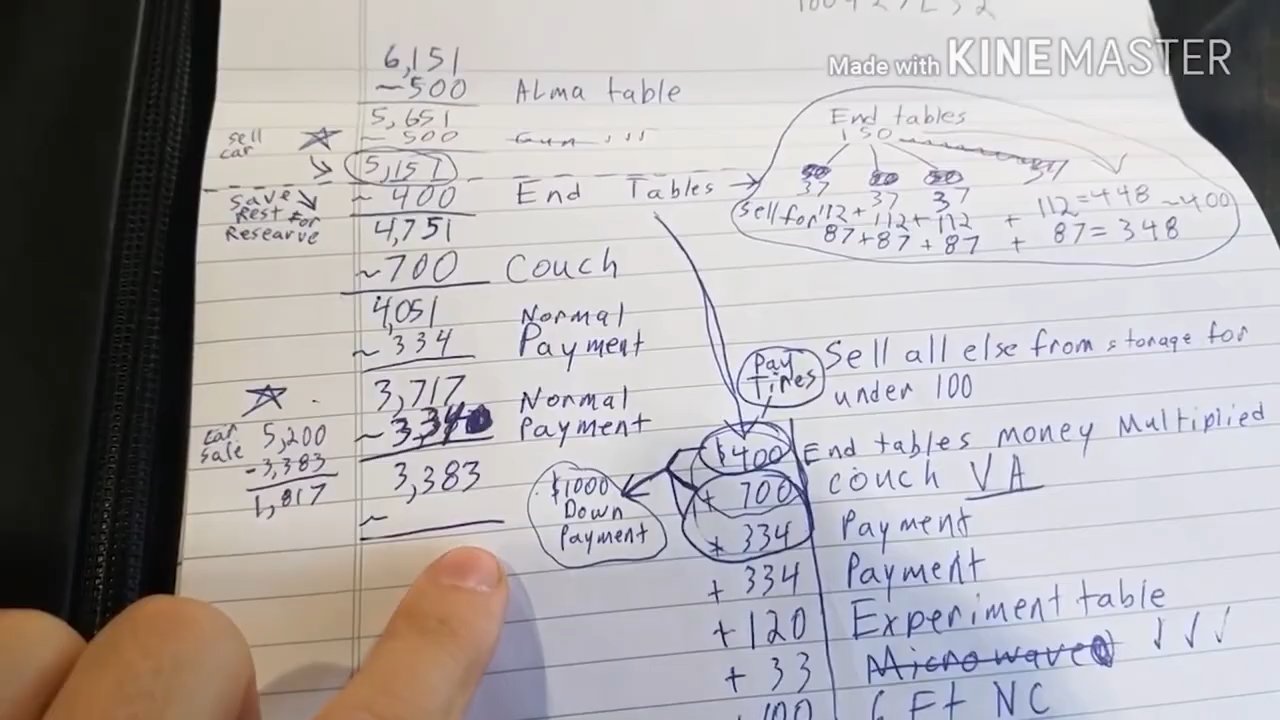 Made with KINEMASTER
6,151
~500 Alma table
5,651
~ 500
sell
car
5,151
~ 400 End Tables
Save
Rest for
Researve
4,751
~700 Couch
4,051 Normal
~ 334 Payment
3,717 Normal
~ 334 Payment
3,383
~
car
sale
5,200
-3,383
1,817
End tables
150
37 37 37
Sell for 112 + 112 + 112 + 112 = 448 ~400
87 + 87 + 87 + 87 = 348
Pay
Tires
Sell all else from storage for
under 100
$400 End tables money Multiplied
+ 700 couch VA
+ 334 Payment
+ 334 Payment
+ 120 Experiment table
+ 33 Microwave
+ 100 6 Ft NC
$1000
Down
Payment